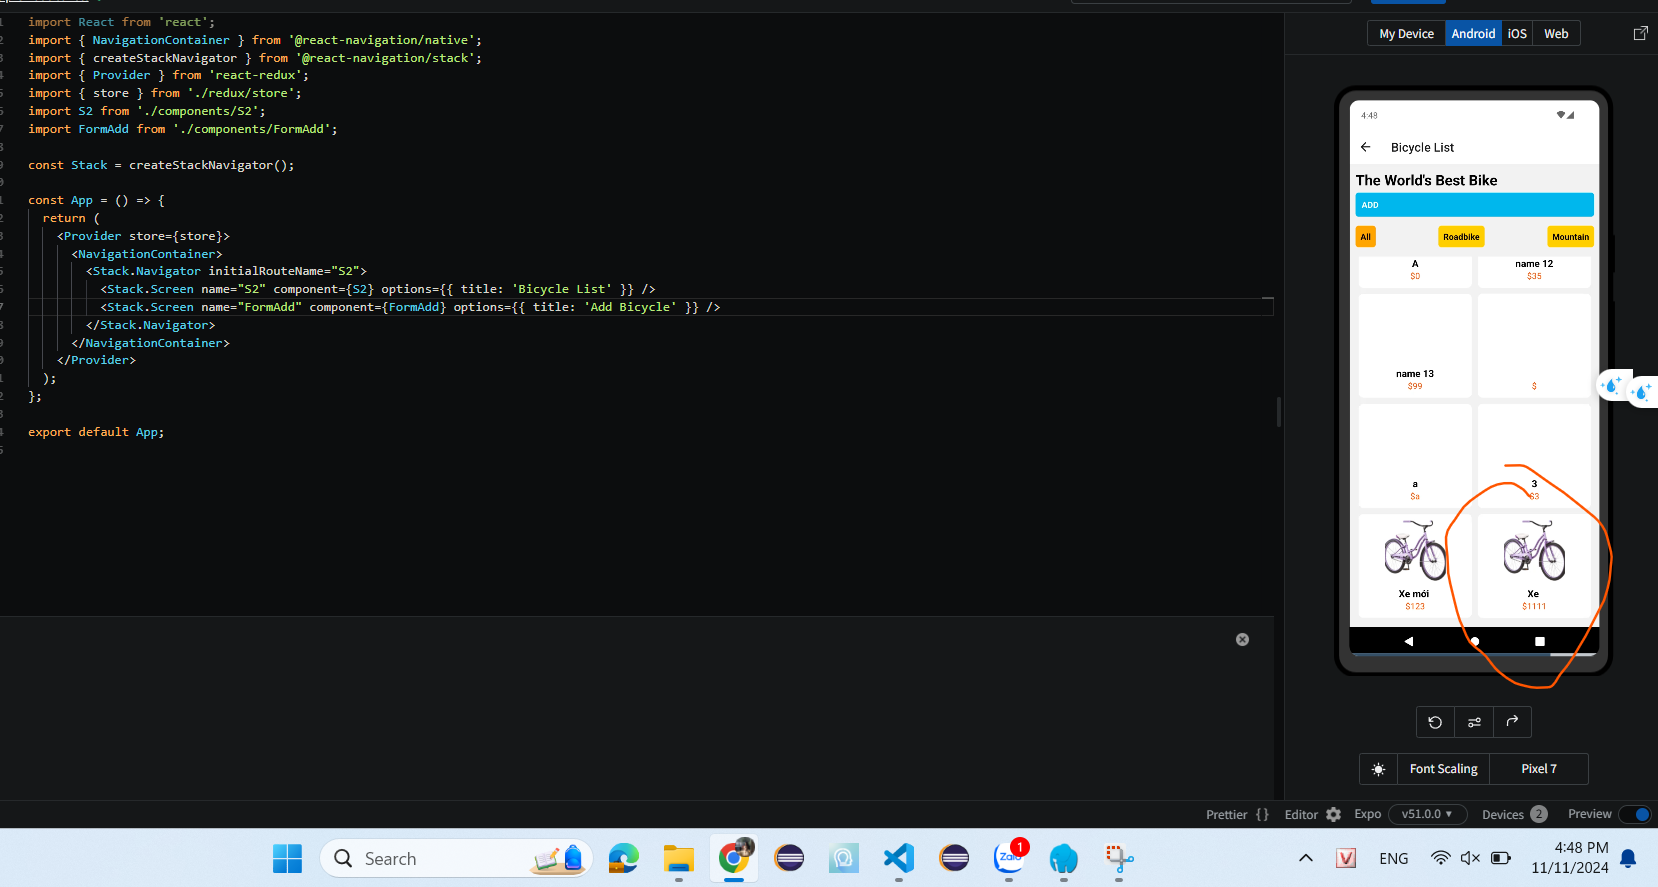 import React from 'react';
import { NavigationContainer } from '@react-navigation/native';
import { createStackNavigator } from '@react-navigation/stack';
import { Provider } from 'react-redux';
import { store } from './redux/store';
import S2 from './components/S2';
import FormAdd from './components/FormAdd';
const Stack = createStackNavigator();
const App = () => {
return (
<Provider store={store}>
<NavigationContainer>
<Stack.Navigator initialRouteName="S2">
<Stack.Screen name="S2" component={S2} options={{ title: 'Bicycle List' }} />
<Stack.Screen name="FormAdd" component={FormAdd} options={{ title: 'Add Bicycle' }} />
</Stack.Navigator>
</NavigationContainer>
</Provider>
);
};
export default App;
My Device Android iOS Web
4:48
Bicycle List
The World's Best Bike
ADD
All Roadbike Mountain
A name 12
$0 $35
name 13
$99 $
a 3
$a $3
Xe mói Xe
$123 $1111
Font Scaling Pixel 7
Prettier {} Editor Expo v51.0.0 Devices 2 Preview
Search
Zalo 1
V ENG 4:48 PM
11/11/2024